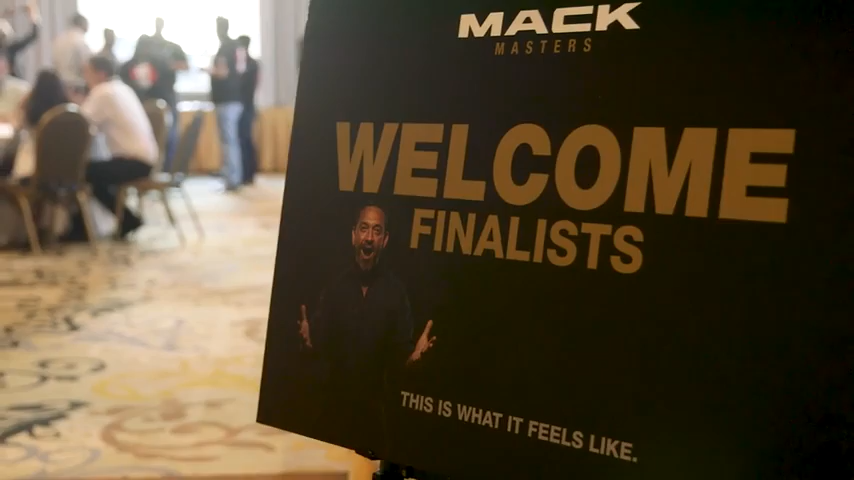 MACK
MASTERS
WELCOME
FINALISTS
THIS IS WHAT IT FEELS LIKE.